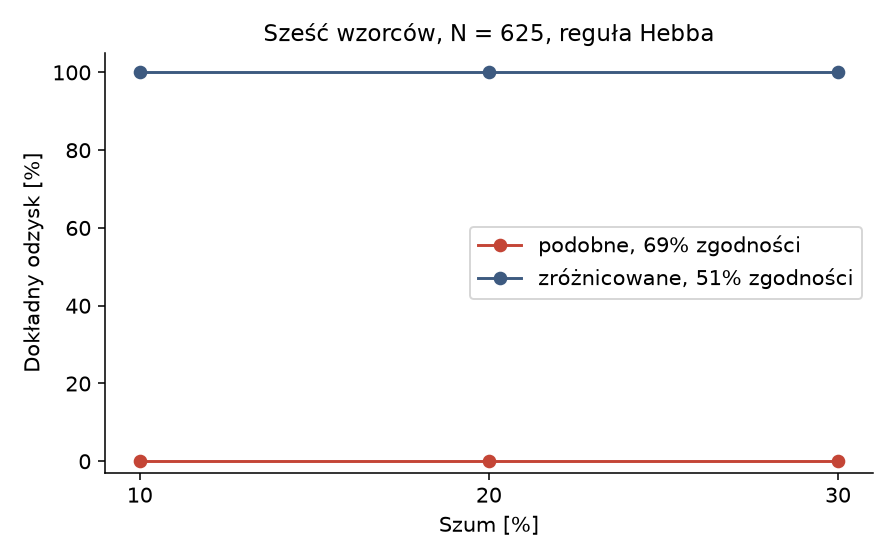 Sześć wzorców, N = 625, reguła Hebba
Dokładny odzysk [%]
100
80
60
40
20
0
podobne, 69% zgodności
zróżnicowane, 51% zgodności
10
20
30
Szum [%]